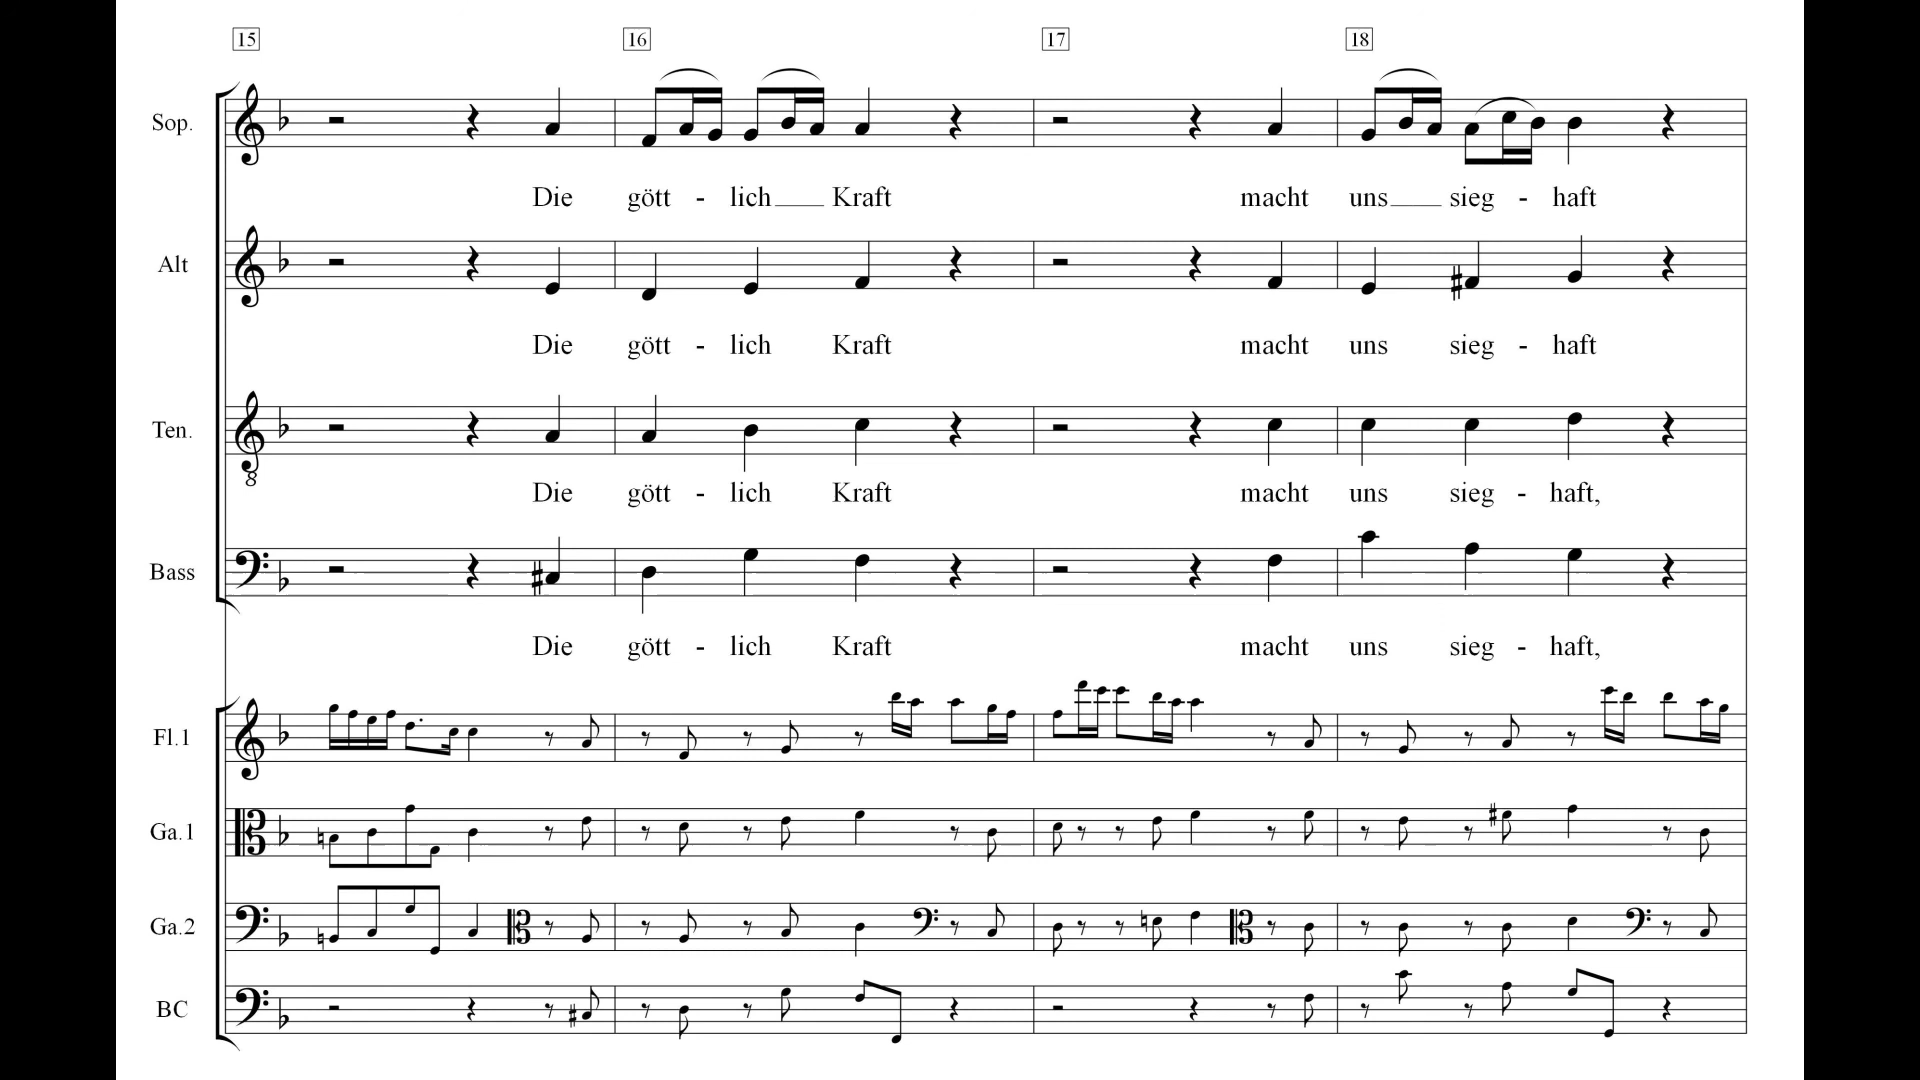 15 16 17 18
Sop.
Die gött - lich Kraft macht uns sieg - haft
Alt
Die gött - lich Kraft macht uns sieg - haft
Ten.
8
Die gött - lich Kraft macht uns sieg - haft,
Bass
Die gött - lich Kraft macht uns sieg - haft,
Fl.1
Ga.1
Ga.2
BC